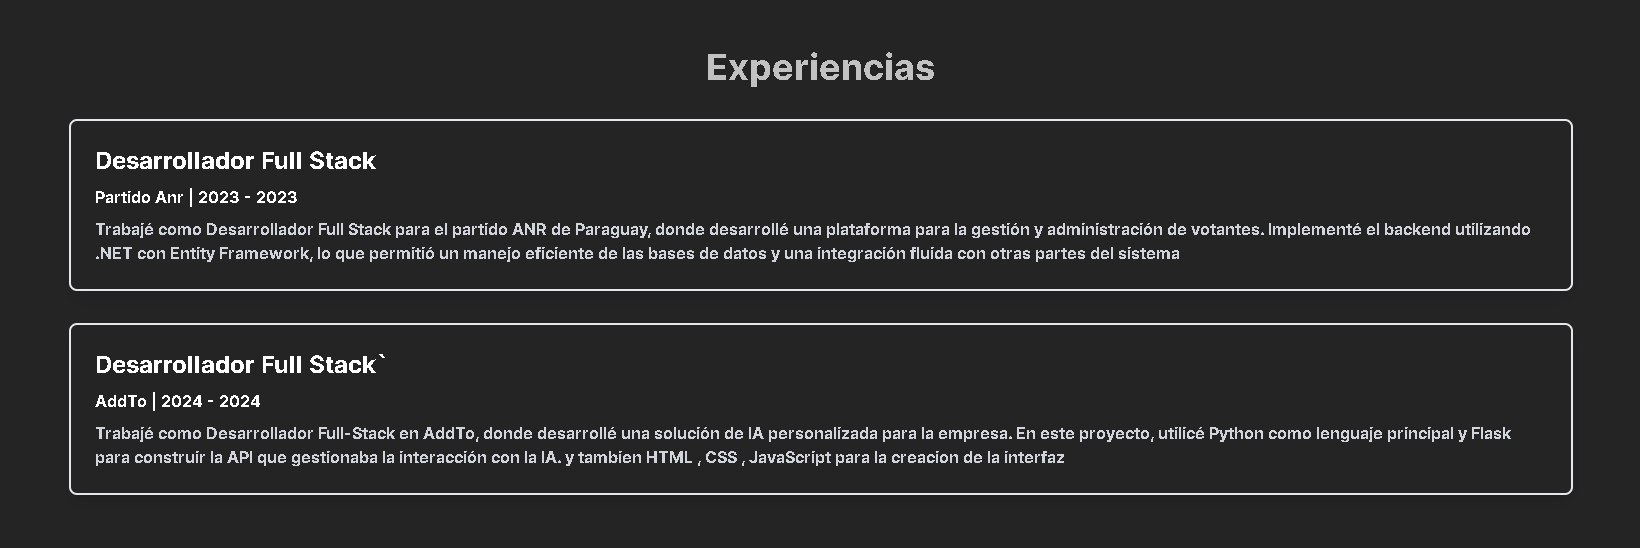 Experiencias
Desarrollador Full Stack
Partido Anr | 2023 - 2023
Trabajé como Desarrollador Full Stack para el partido ANR de Paraguay, donde desarrollé una plataforma para la gestión y administración de votantes. Implementé el backend utilizando
.NET con Entity Framework, lo que permitió un manejo eficiente de las bases de datos y una integración fluida con otras partes del sistema
Desarrollador Full Stack`
AddTo | 2024 - 2024
Trabajé como Desarrollador Full-Stack en AddTo, donde desarrollé una solución de IA personalizada para la empresa. En este proyecto, utilicé Python como lenguaje principal y Flask
para construir la API que gestionaba la interacción con la IA. y tambien HTML , CSS , JavaScript para la creacion de la interfaz